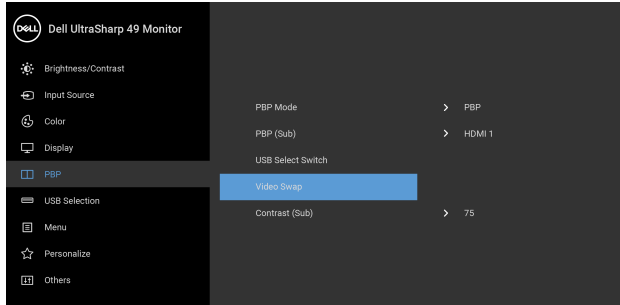 DELL Dell UltraSharp 49 Monitor
Brightness/Contrast
Input Source
Color
Display
PBP
USB Selection
Menu
Personalize
Others
PBP Mode > PBP
PBP (Sub) > HDMI 1
USB Select Switch
Video Swap
Contrast (Sub) > 75